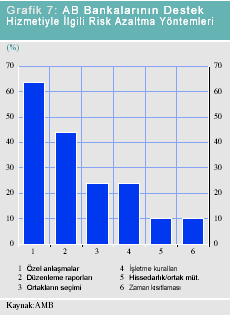 Grafik 7: AB Bankalarının Destek
Hizmetiyle İlgili Risk Azaltma Yöntemleri
(%)
70 70
60 60
50 50
40 40
30 30
20 20
10 10
0 0
1 2 3 4 5 6
1 Özel anlaşmalar 4 İşletme kuralları
2 Düzenleme raporları 5 Hissedarlık/ortak müt.
3 Ortakların seçimi 6 Zaman kısıtlaması
Kaynak:AMB